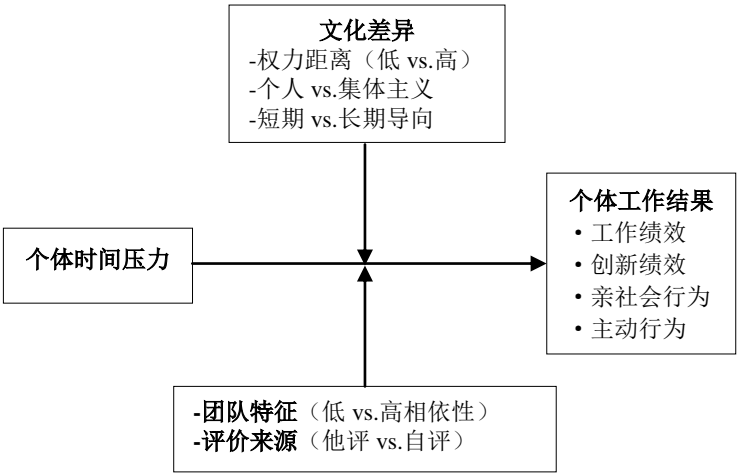 文化差异
-权力距离（低 vs.高）
-个人 vs.集体主义
-短期 vs.长期导向
个体时间压力
个体工作结果
·工作绩效
·创新绩效
·亲社会行为
·主动行为
-团队特征（低 vs.高相依性）
-评价来源（他评 vs.自评）